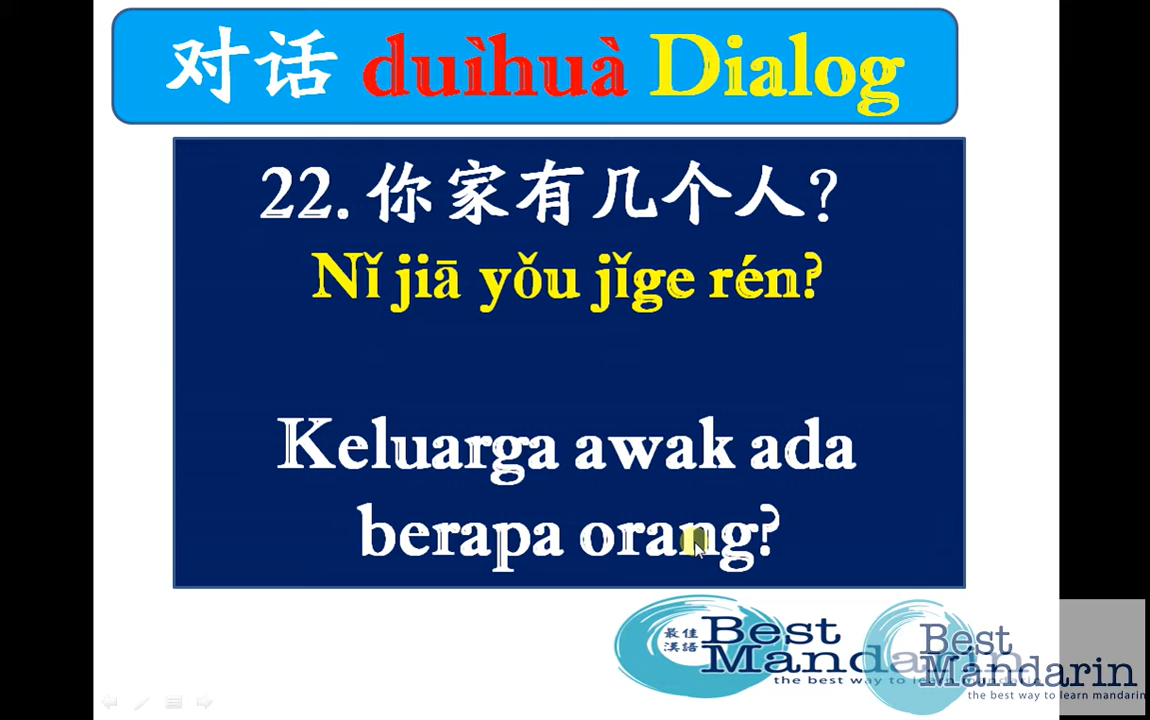 对话 duìhuà Dialog
22. 你家有几个人?
Nǐ jiā yǒu jǐge rén?
Keluarga awak ada
berapa orang?
最佳
漢語
Best
Mandarin
the best way to learn mandarin
Best
Mandarin
the best way to learn mandarin